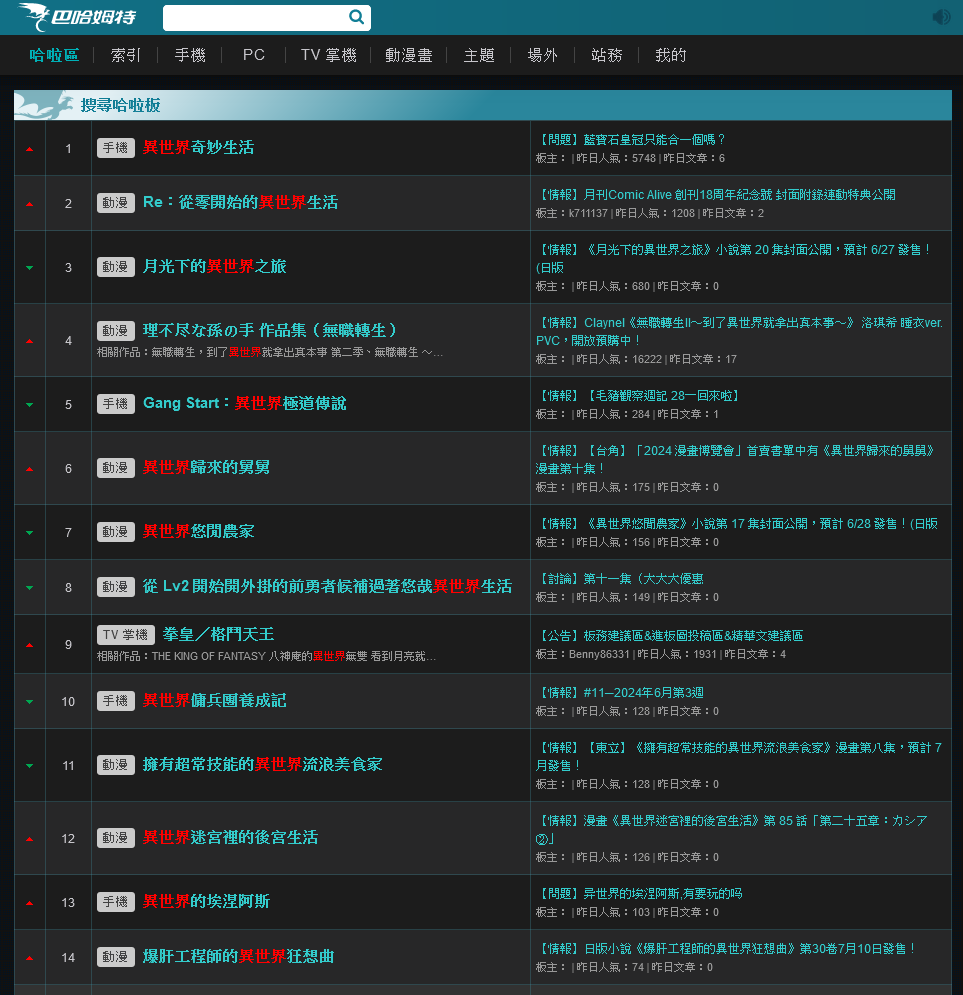 巴哈姆特
哈啦區 索引 手機 PC TV 掌機 動漫畫 主題 場外 站務 我的
搜尋哈啦板
1 手機 異世界奇妙生活
【問題】藍寶石皇冠只能合一個嗎？
板主： | 昨日人氣：5748 | 昨日文章：6
2 動漫 Re：從零開始的異世界生活
【情報】月刊Comic Alive 創刊18周年紀念號 封面附錄連動特典公開
板主：k711137 | 昨日人氣：1208 | 昨日文章：2
3 動漫 月光下的異世界之旅
【情報】《月光下的異世界之旅》小說第 20 集封面公開，預計 6/27 發售！
(日版
板主： | 昨日人氣：680 | 昨日文章：0
4 動漫 理不尽な孫の手 作品集（無職轉生）
相關作品：無職轉生，到了異世界就拿出真本事 第二季、無職轉生 ～…
【情報】Claynel《無職轉生II～到了異世界就拿出真本事～》 洛琪希 睡衣ver.
PVC，開放預購中！
板主： | 昨日人氣：16222 | 昨日文章：17
5 手機 Gang Start：異世界極道傳說
【情報】【毛豬觀察週記 28一回來啦】
板主： | 昨日人氣：284 | 昨日文章：1
6 動漫 異世界歸來的舅舅
【情報】【台角】「2024 漫畫博覽會」首賣書單中有《異世界歸來的舅舅》
漫畫第十集！
板主： | 昨日人氣：175 | 昨日文章：0
7 動漫 異世界悠閒農家
【情報】《異世界悠閒農家》小說第 17 集封面公開，預計 6/28 發售！(日版
板主： | 昨日人氣：156 | 昨日文章：0
8 動漫 從 Lv2 開始開外掛的前勇者候補過著悠哉異世界生活
【討論】第十一集（大大大優惠
板主： | 昨日人氣：149 | 昨日文章：0
9 TV 掌機 拳皇／格鬥天王
相關作品：THE KING OF FANTASY 八神庵的異世界無雙 看到月亮就…
【公告】板務建議區&進板圖投稿區&精華文建議區
板主：Benny86331 | 昨日人氣：1931 | 昨日文章：4
10 手機 異世界傭兵團養成記
【情報】#11─2024年6月第3週
板主： | 昨日人氣：128 | 昨日文章：0
11 動漫 擁有超常技能的異世界流浪美食家
【情報】【東立】《擁有超常技能的異世界流浪美食家》漫畫第八集，預計 7
月發售！
板主： | 昨日人氣：128 | 昨日文章：0
12 動漫 異世界迷宮裡的後宮生活
【情報】漫畫《異世界迷宮裡的後宮生活》第 85 話「第二十五章：カシア
②」
板主： | 昨日人氣：126 | 昨日文章：0
13 手機 異世界的埃涅阿斯
【問題】异世界的埃涅阿斯,有要玩的吗
板主： | 昨日人氣：103 | 昨日文章：0
14 動漫 爆肝工程師的異世界狂想曲
【情報】日版小說《爆肝工程師的異世界狂想曲》第30卷7月10日發售！
板主： | 昨日人氣：74 | 昨日文章：0